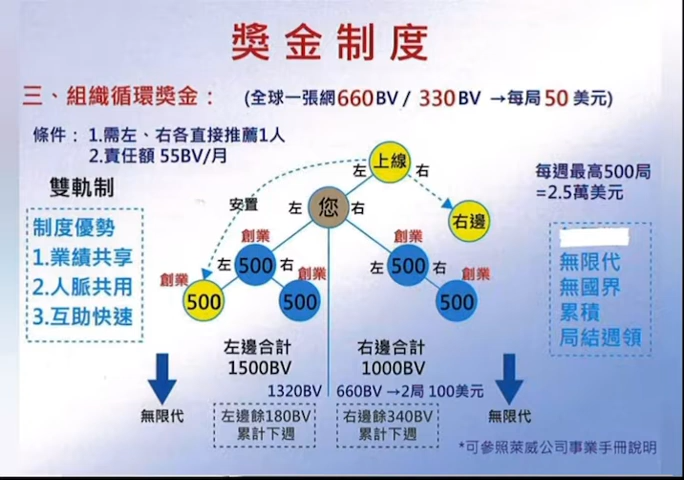 獎金制度
三、組織循環獎金： (全球一張網660BV / 330BV →每局50美元)
條件： 1.需左、右各直接推薦1人
2.責任額 55BV/月
雙軌制
制度優勢
1.業績共享
2.人脈共用
3.互助快速
上線
左
右
安置
左
您
右
右邊
每週最高500局
=2.5萬美元
創業
左
500
右
創業
500
創業
500
創業
左
500
右
創業
500
無限代
無國界
累積
局結週領
左邊合計
1500BV
右邊合計
1000BV
1320BV
660BV →2局 100美元
無限代
左邊餘180BV
累計下週
右邊餘340BV
累計下週
無限代
*可參照萊威公司事業手冊說明